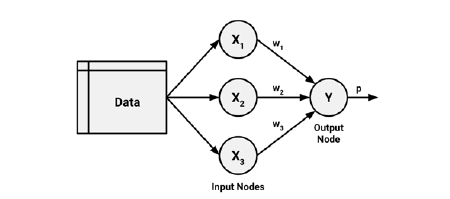 Data
X1
X2
X3
w1
w2
w3
Y
p
Output
Node
Input Nodes